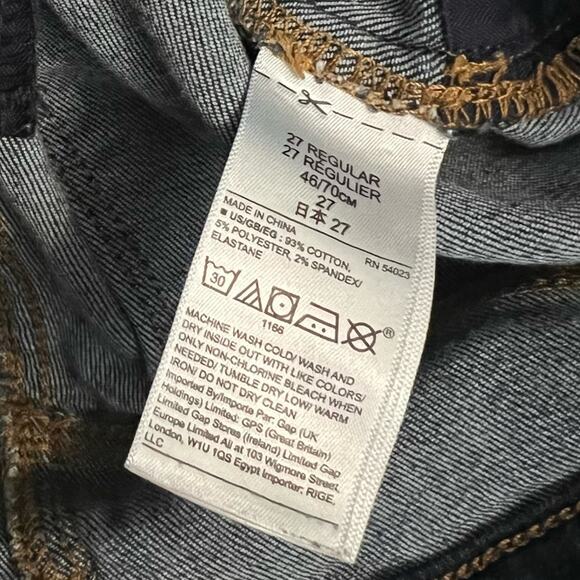 27 REGULAR
27 RÉGULIER
46/70CM
27
日本 27
MADE IN CHINA
RN 54023
■ US/GB/EG : 93% COTTON,
5% POLYESTER, 2% SPANDEX/
ELASTANE
30
®
1166
MACHINE WASH COLD/ WASH AND
DRY INSIDE OUT WITH LIKE COLORS/
ONLY NON-CHLORINE BLEACH WHEN
NEEDED/ TUMBLE DRY LOW/ WARM
IRON/ DO NOT DRY CLEAN
Imported By/Importe Par: Gap (UK
Holdings) Limited: GPS (Great Britain)
Limited Gap Stores (Ireland) Limited Gap
Europe Limited All at 103 Wigmore Street,
London, W1U 1QS Egypt Importer: RIGE,
LLC